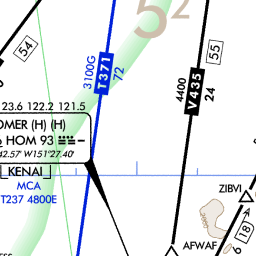 5²
54
3100G
T371
72
55
4400
V435
24
23.6 122.2 121.5
OMER (H) (H)
HOM 93
42.57' W151°27.40'
KENAI
MCA
T237 4800E
ZIBVI
AFWAF
6
18